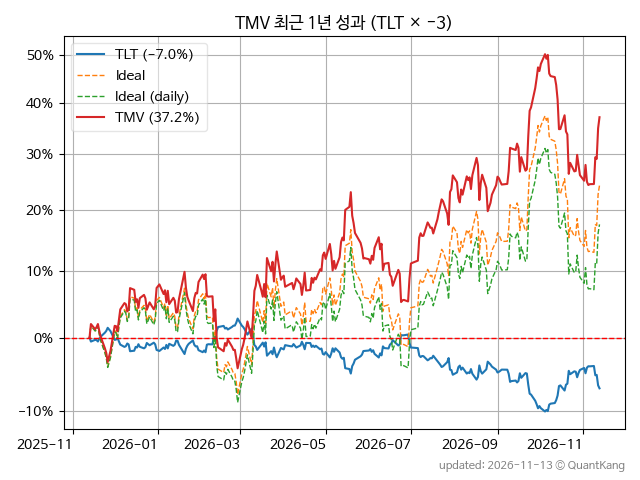 TMV 최근 1년 성과 (TLT × −3)
TLT (−7.0%)
Ideal
Ideal (daily)
TMV (37.2%)
50%
40%
30%
20%
10%
0%
−10%
2025-11
2026-01
2026-03
2026-05
2026-07
2026-09
2026-11
updated: 2026-11-13 ⓒ QuantKang